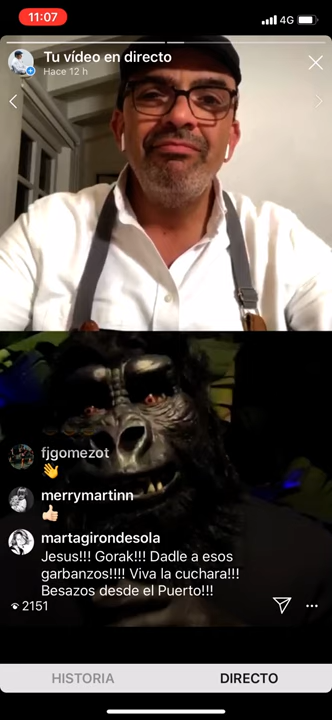 11:07
4G
Tu vídeo en directo
Hace 12 h
fjgomezot
👋
merrymartinn
👍🏻
martagirondesola
Jesus!!! Gorak!!! Dadle a esos
garbanzos!!!! Viva la cuchara!!!
Besazos desde el Puerto!!!
2151
HISTORIA
DIRECTO